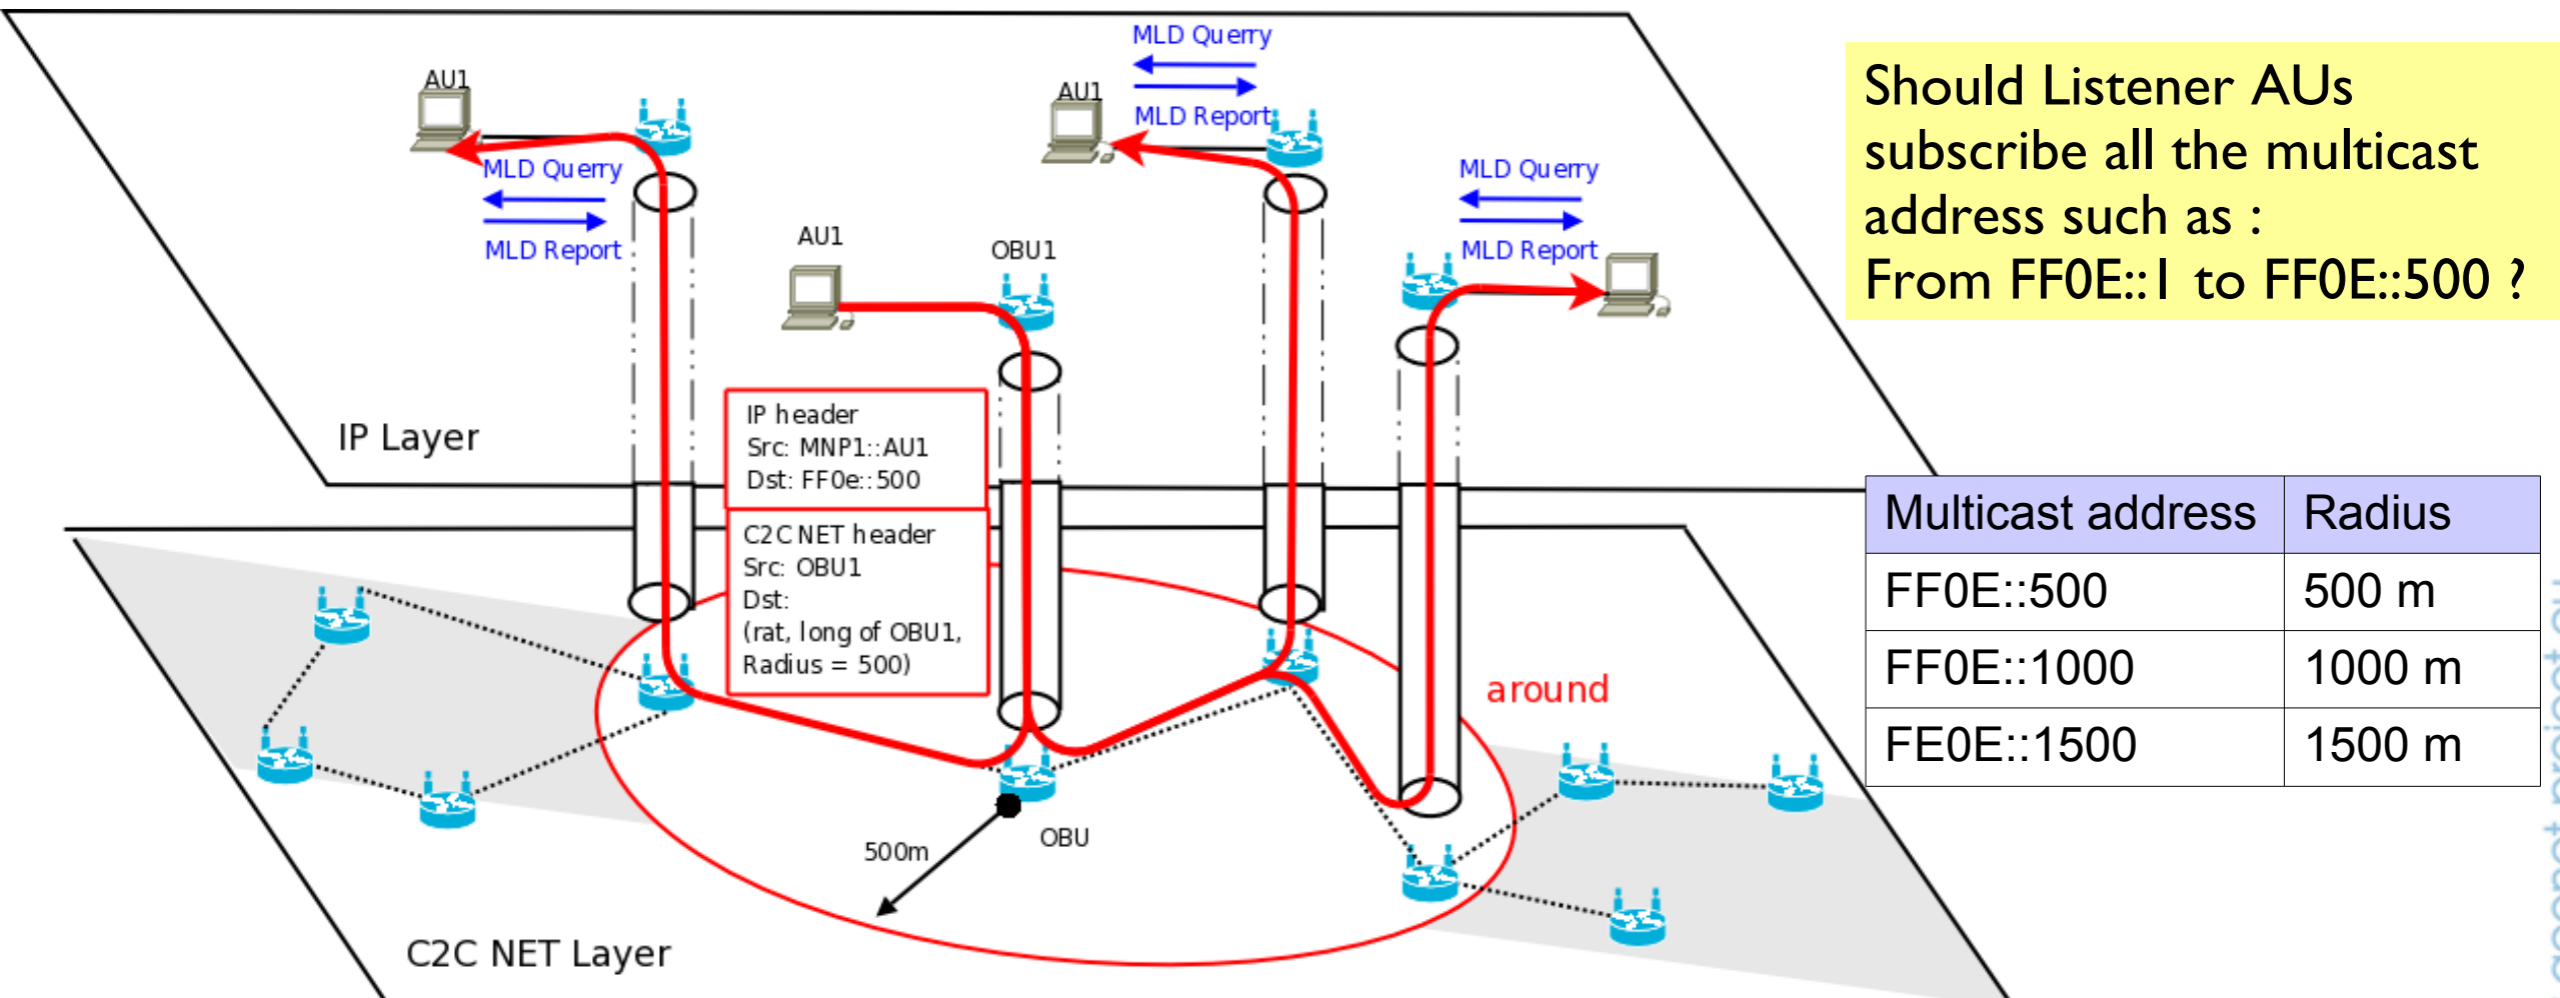 MLD Querry
MLD Report
AU1
AU1
MLD Querry
MLD Report
MLD Querry
MLD Report
AU1
OBU1
IP Layer
IP header
Src: MNP1::AU1
Dst: FF0e::500
C2C NET header
Src: OBU1
Dst:
(rat, long of OBU1,
Radius = 500)
around
500m
OBU
C2C NET Layer
Should Listener AUs
subscribe all the multicast
address such as :
From FF0E::1 to FF0E::500 ?
Multicast address Radius
FF0E::500 500 m
FF0E::1000 1000 m
FE0E::1500 1500 m